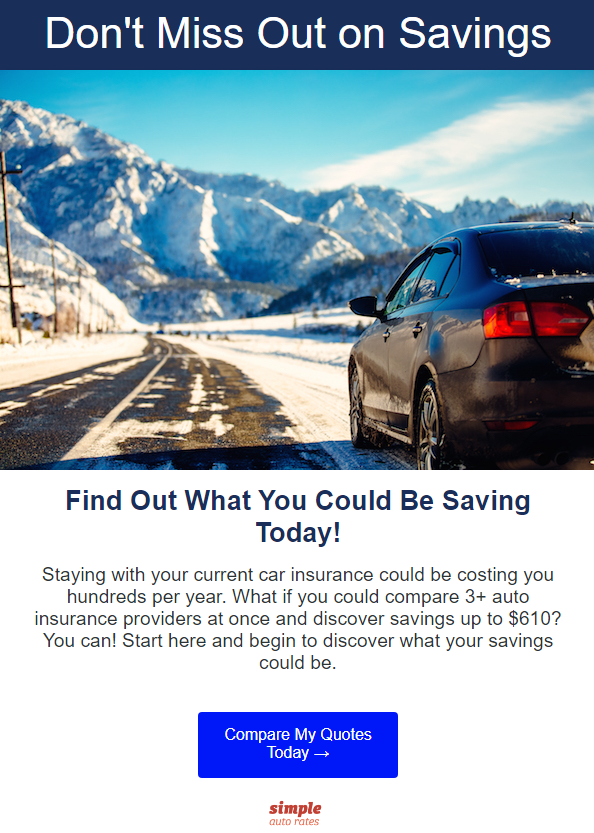 Don't Miss Out on Savings
Find Out What You Could Be Saving
Today!
Staying with your current car insurance could be costing you
hundreds per year. What if you could compare 3+ auto
insurance providers at once and discover savings up to $610?
You can! Start here and begin to discover what your savings
could be.
Compare My Quotes
Today →
simple
auto rates